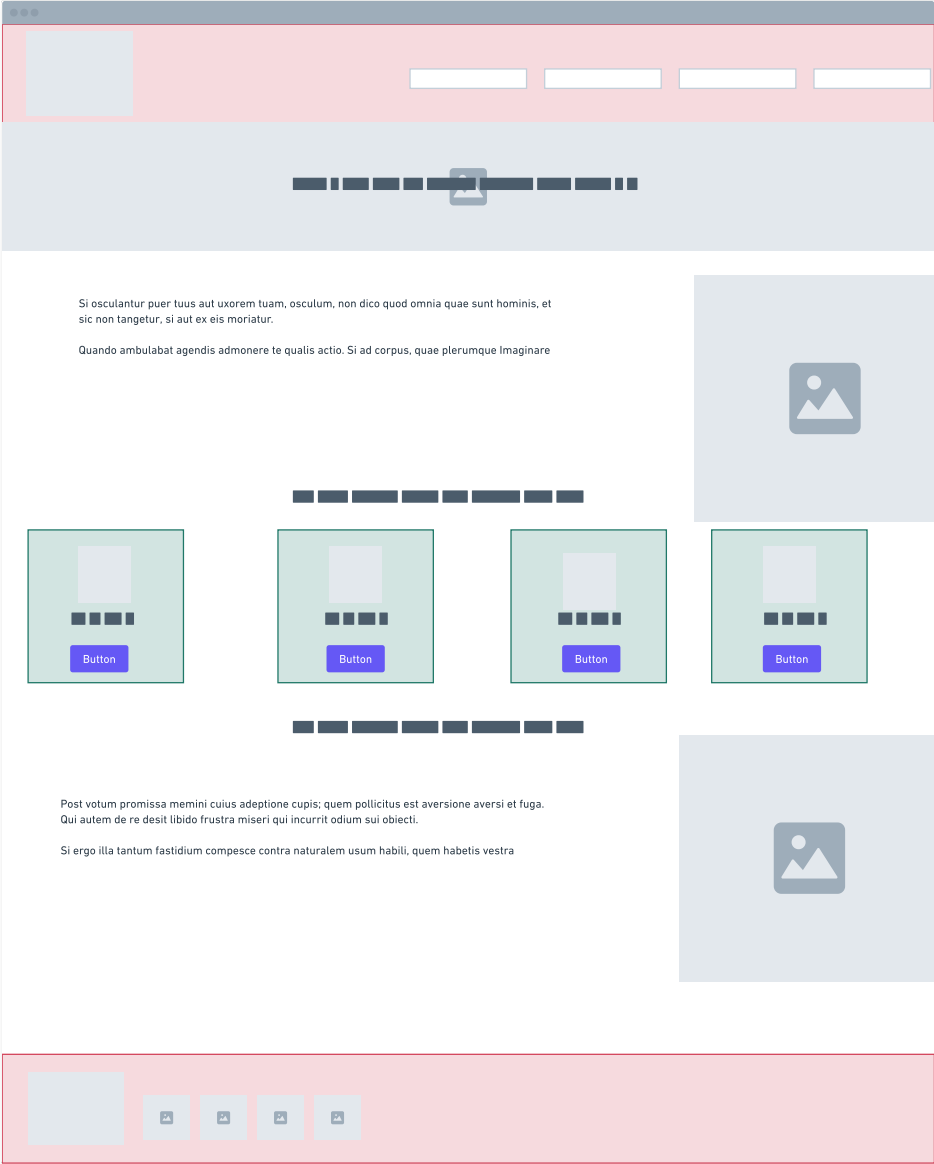 Si osculantur puer tuus aut uxorem tuam, osculum, non dico quod omnia quae sunt hominis, et
sic non tangetur, si aut ex eis moriatur.
Quando ambulabat agendis admonere te qualis actio. Si ad corpus, quae plerumque Imaginare
Button
Button
Button
Button
Post votum promissa memini cuius adeptione cupis; quem pollicitus est aversione aversi et fuga.
Qui autem de re desit libido frustra miseri qui incurrit odium sui obiecti.
Si ergo illa tantum fastidium compesce contra naturalem usum habili, quem habetis vestra